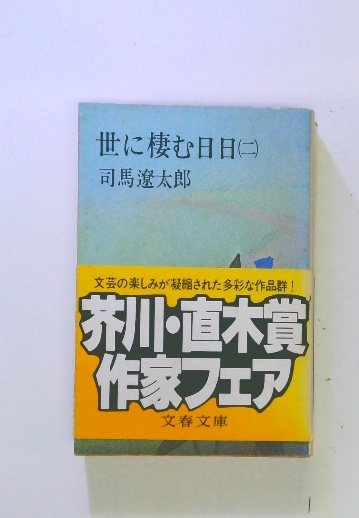 世に棲む日日㈡
司馬遼太郎
文芸の楽しみが凝縮された多彩な作品群！
芥川・直木賞
作家フェア
文春文庫